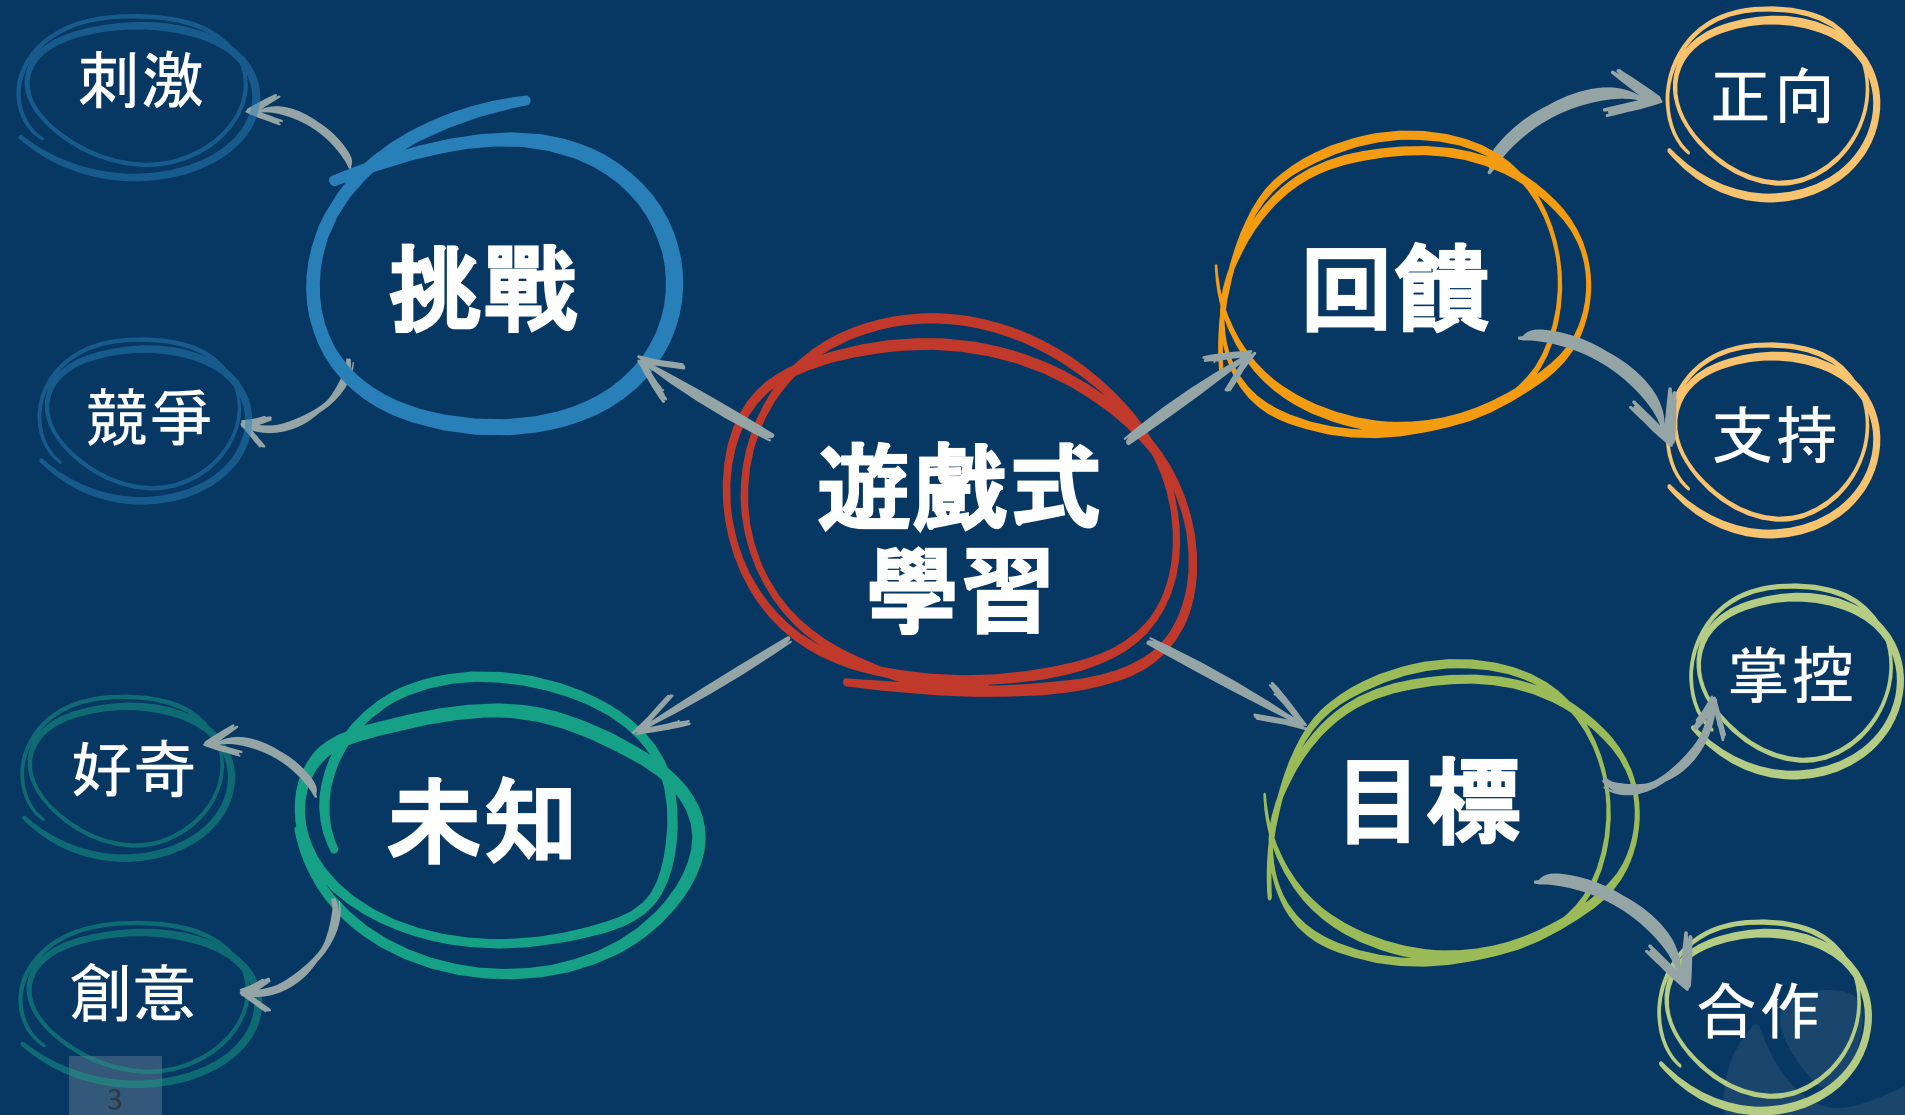 刺激
正向
挑戰
回饋
競爭
支持
遊戲式
學習
掌控
好奇
未知
目標
創意
合作
3